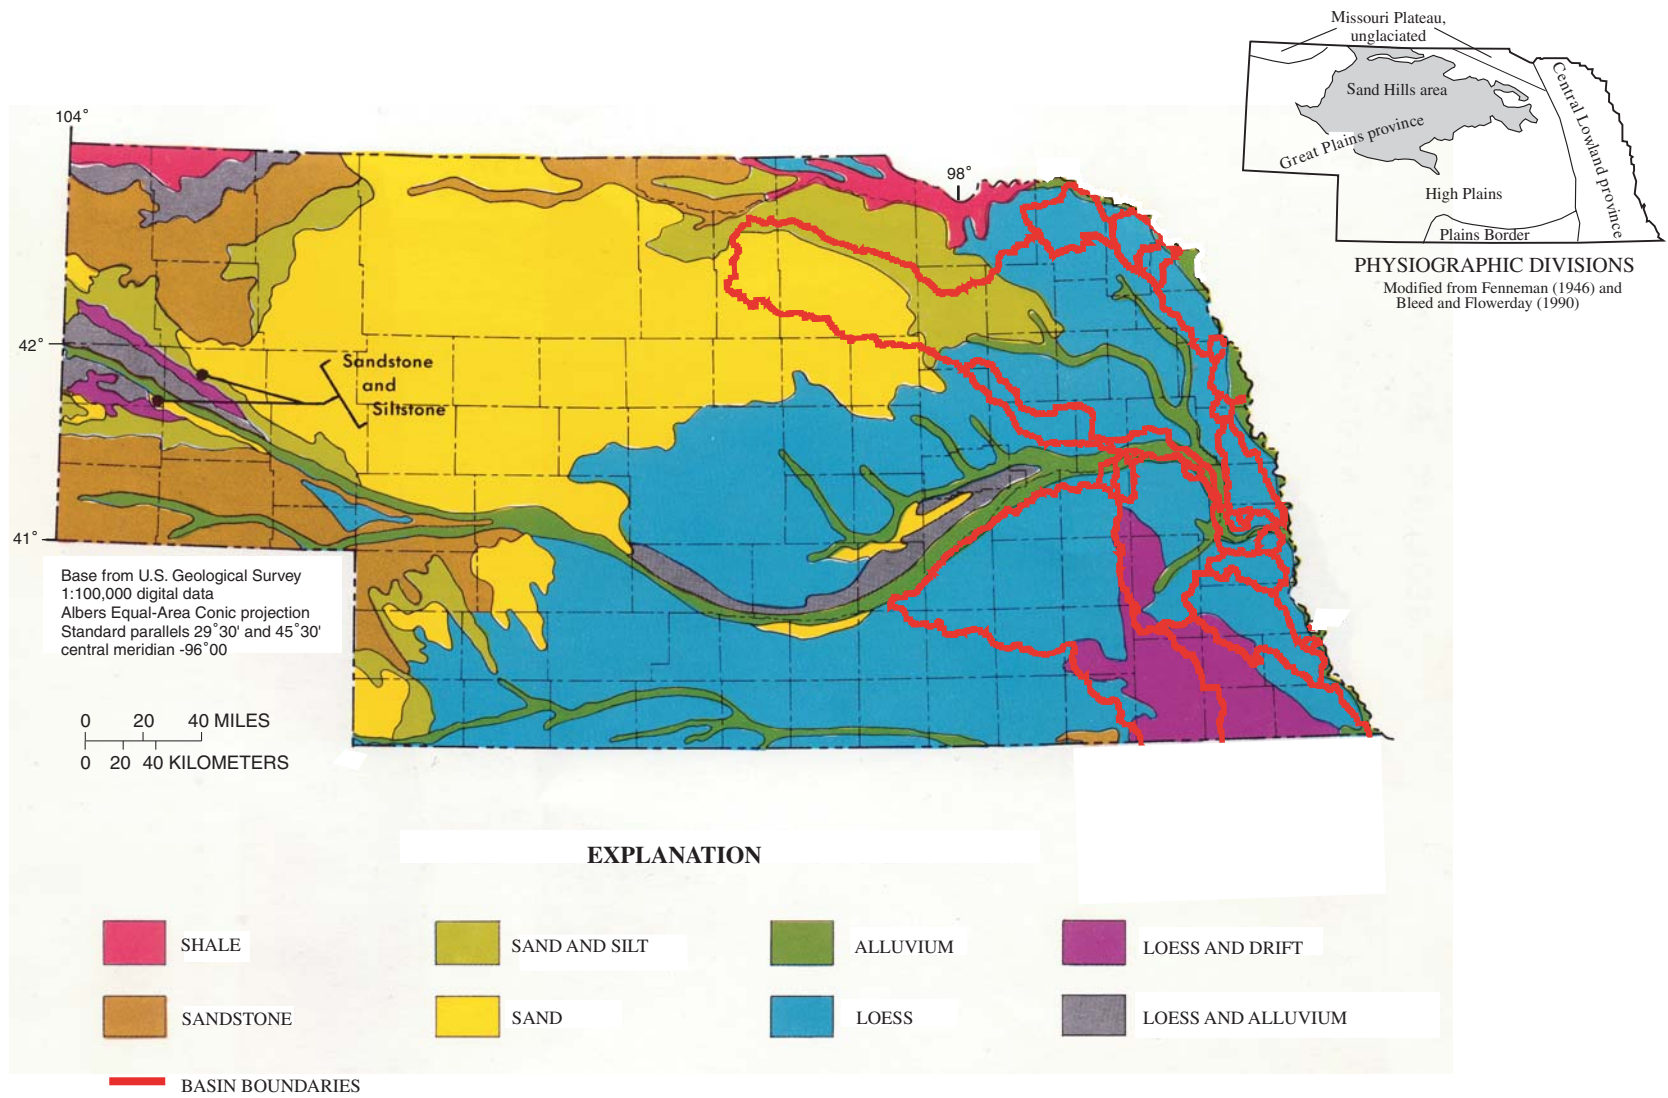 Missouri Plateau,
unglaciated
Sand Hills area
Great Plains province
Central Lowland province
High Plains
Plains Border
PHYSIOGRAPHIC DIVISIONS
Modified from Fenneman (1946) and
Bleed and Flowerday (1990)
104°
98°
42°
Sandstone
and
Siltstone
41°
Base from U.S. Geological Survey
1:100,000 digital data
Albers Equal-Area Conic projection
Standard parallels 29°30' and 45°30'
central meridian -96°00
0 20 40 MILES
0 20 40 KILOMETERS
EXPLANATION
SHALE
SAND AND SILT
ALLUVIUM
LOESS AND DRIFT
SANDSTONE
SAND
LOESS
LOESS AND ALLUVIUM
BASIN BOUNDARIES